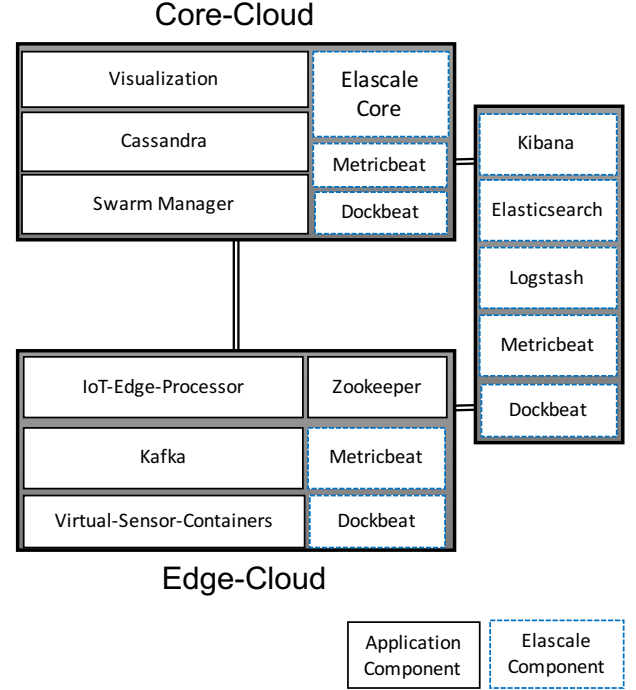 Core-Cloud
Visualization
Cassandra
Swarm Manager
Elascale
Core
Metricbeat
Dockbeat
Kibana
Elasticsearch
Logstash
Metricbeat
Dockbeat
IoT-Edge-Processor
Zookeeper
Kafka
Metricbeat
Virtual-Sensor-Containers
Dockbeat
Edge-Cloud
Application
Component
Elascale
Component